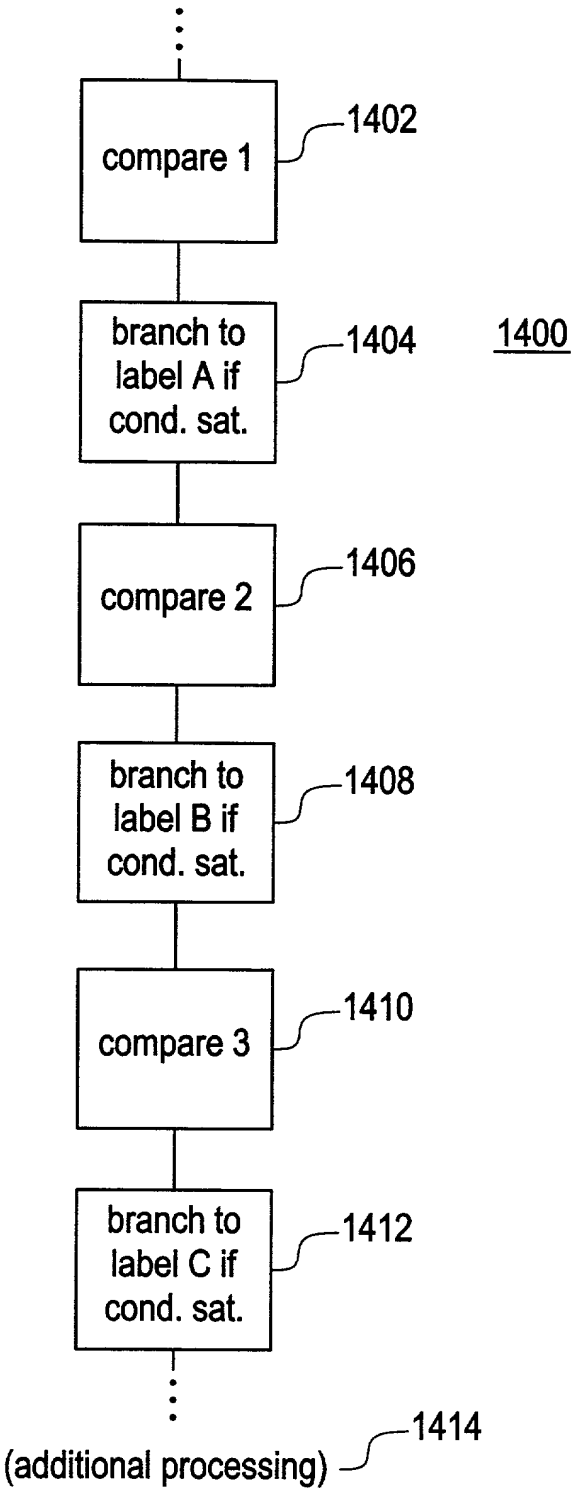 compare 1
1402
branch to
label A if
cond. sat.
1404
1400
compare 2
1406
branch to
label B if
cond. sat.
1408
compare 3
1410
branch to
label C if
cond. sat.
1412
(additional processing)
1414